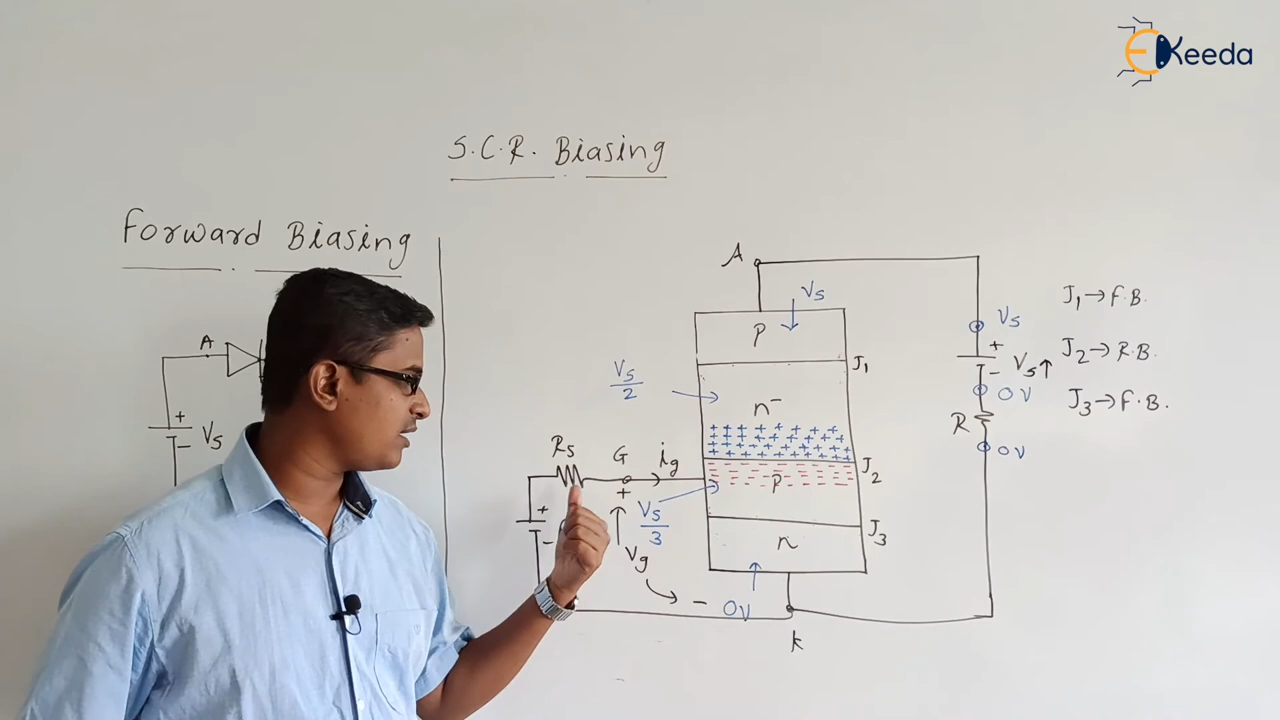 EKeeda
S.C.R. Biasing
Forward Biasing
A
+
-
Vs
A
Vs
P
J1
Vs/2
n-
+ + + + + + + + +
- - - - - - - - -
P
J2
Rs
G
ig
+
-
+
Vs/3
Vg
-
J3
n
0V
K
Vs
+
-
Vs↑
0V
R
0V
J1→F.B.
J2→R.B.
J3→F.B.